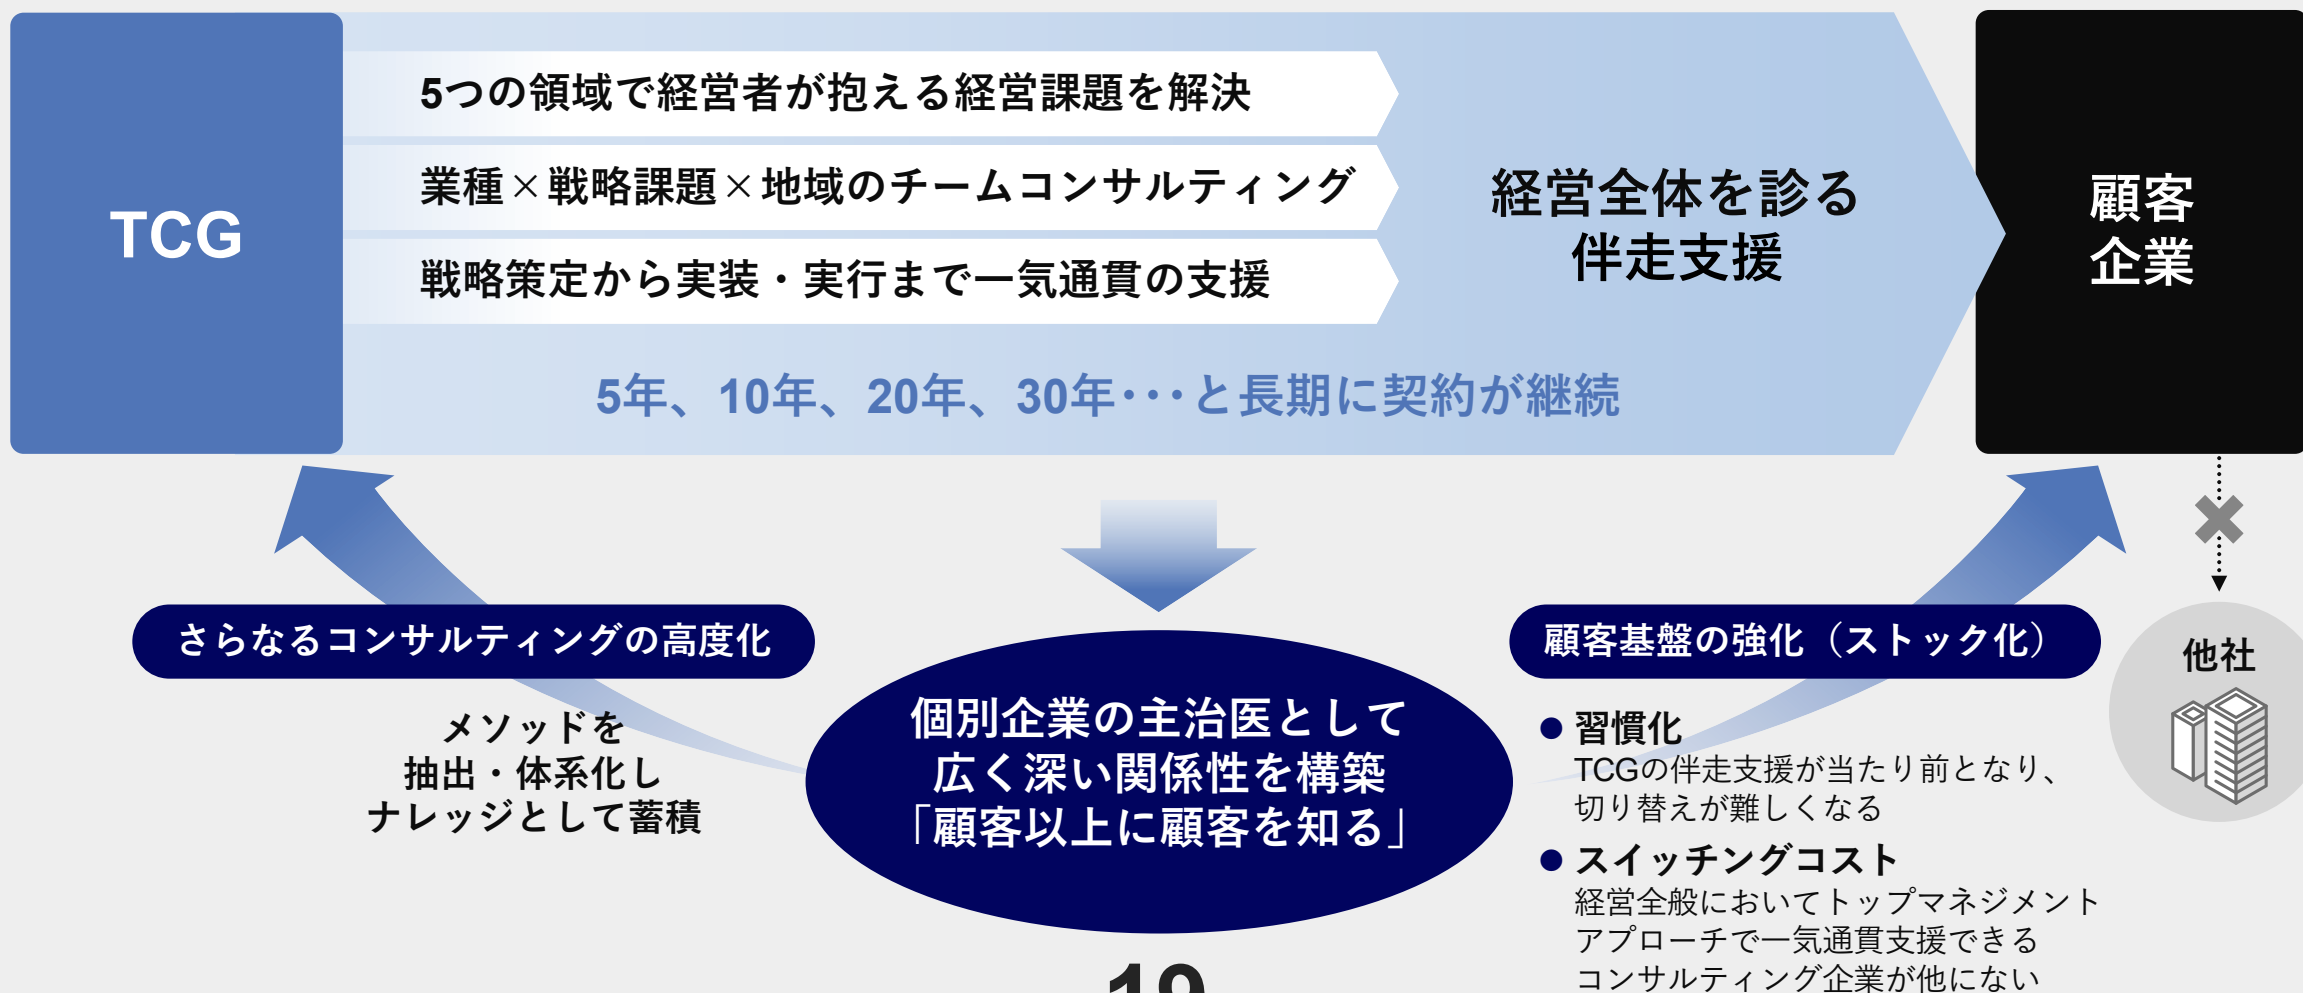 TCG
5つの領域で経営者が抱える経営課題を解決
業種×戦略課題×地域のチームコンサルティング
戦略策定から実装・実行まで一気通貫の支援
経営全体を診る
伴走支援
5年、10年、20年、30年･･･と長期に契約が継続
顧客
企業
さらなるコンサルティングの高度化
メソッドを
抽出・体系化し
ナレッジとして蓄積
個別企業の主治医として
広く深い関係性を構築
「顧客以上に顧客を知る」
顧客基盤の強化（ストック化）
● 習慣化
TCGの伴走支援が当たり前となり、
切り替えが難しくなる
● スイッチングコスト
経営全般においてトップマネジメント
アプローチで一気通貫支援できる
コンサルティング企業が他にない
他社
19